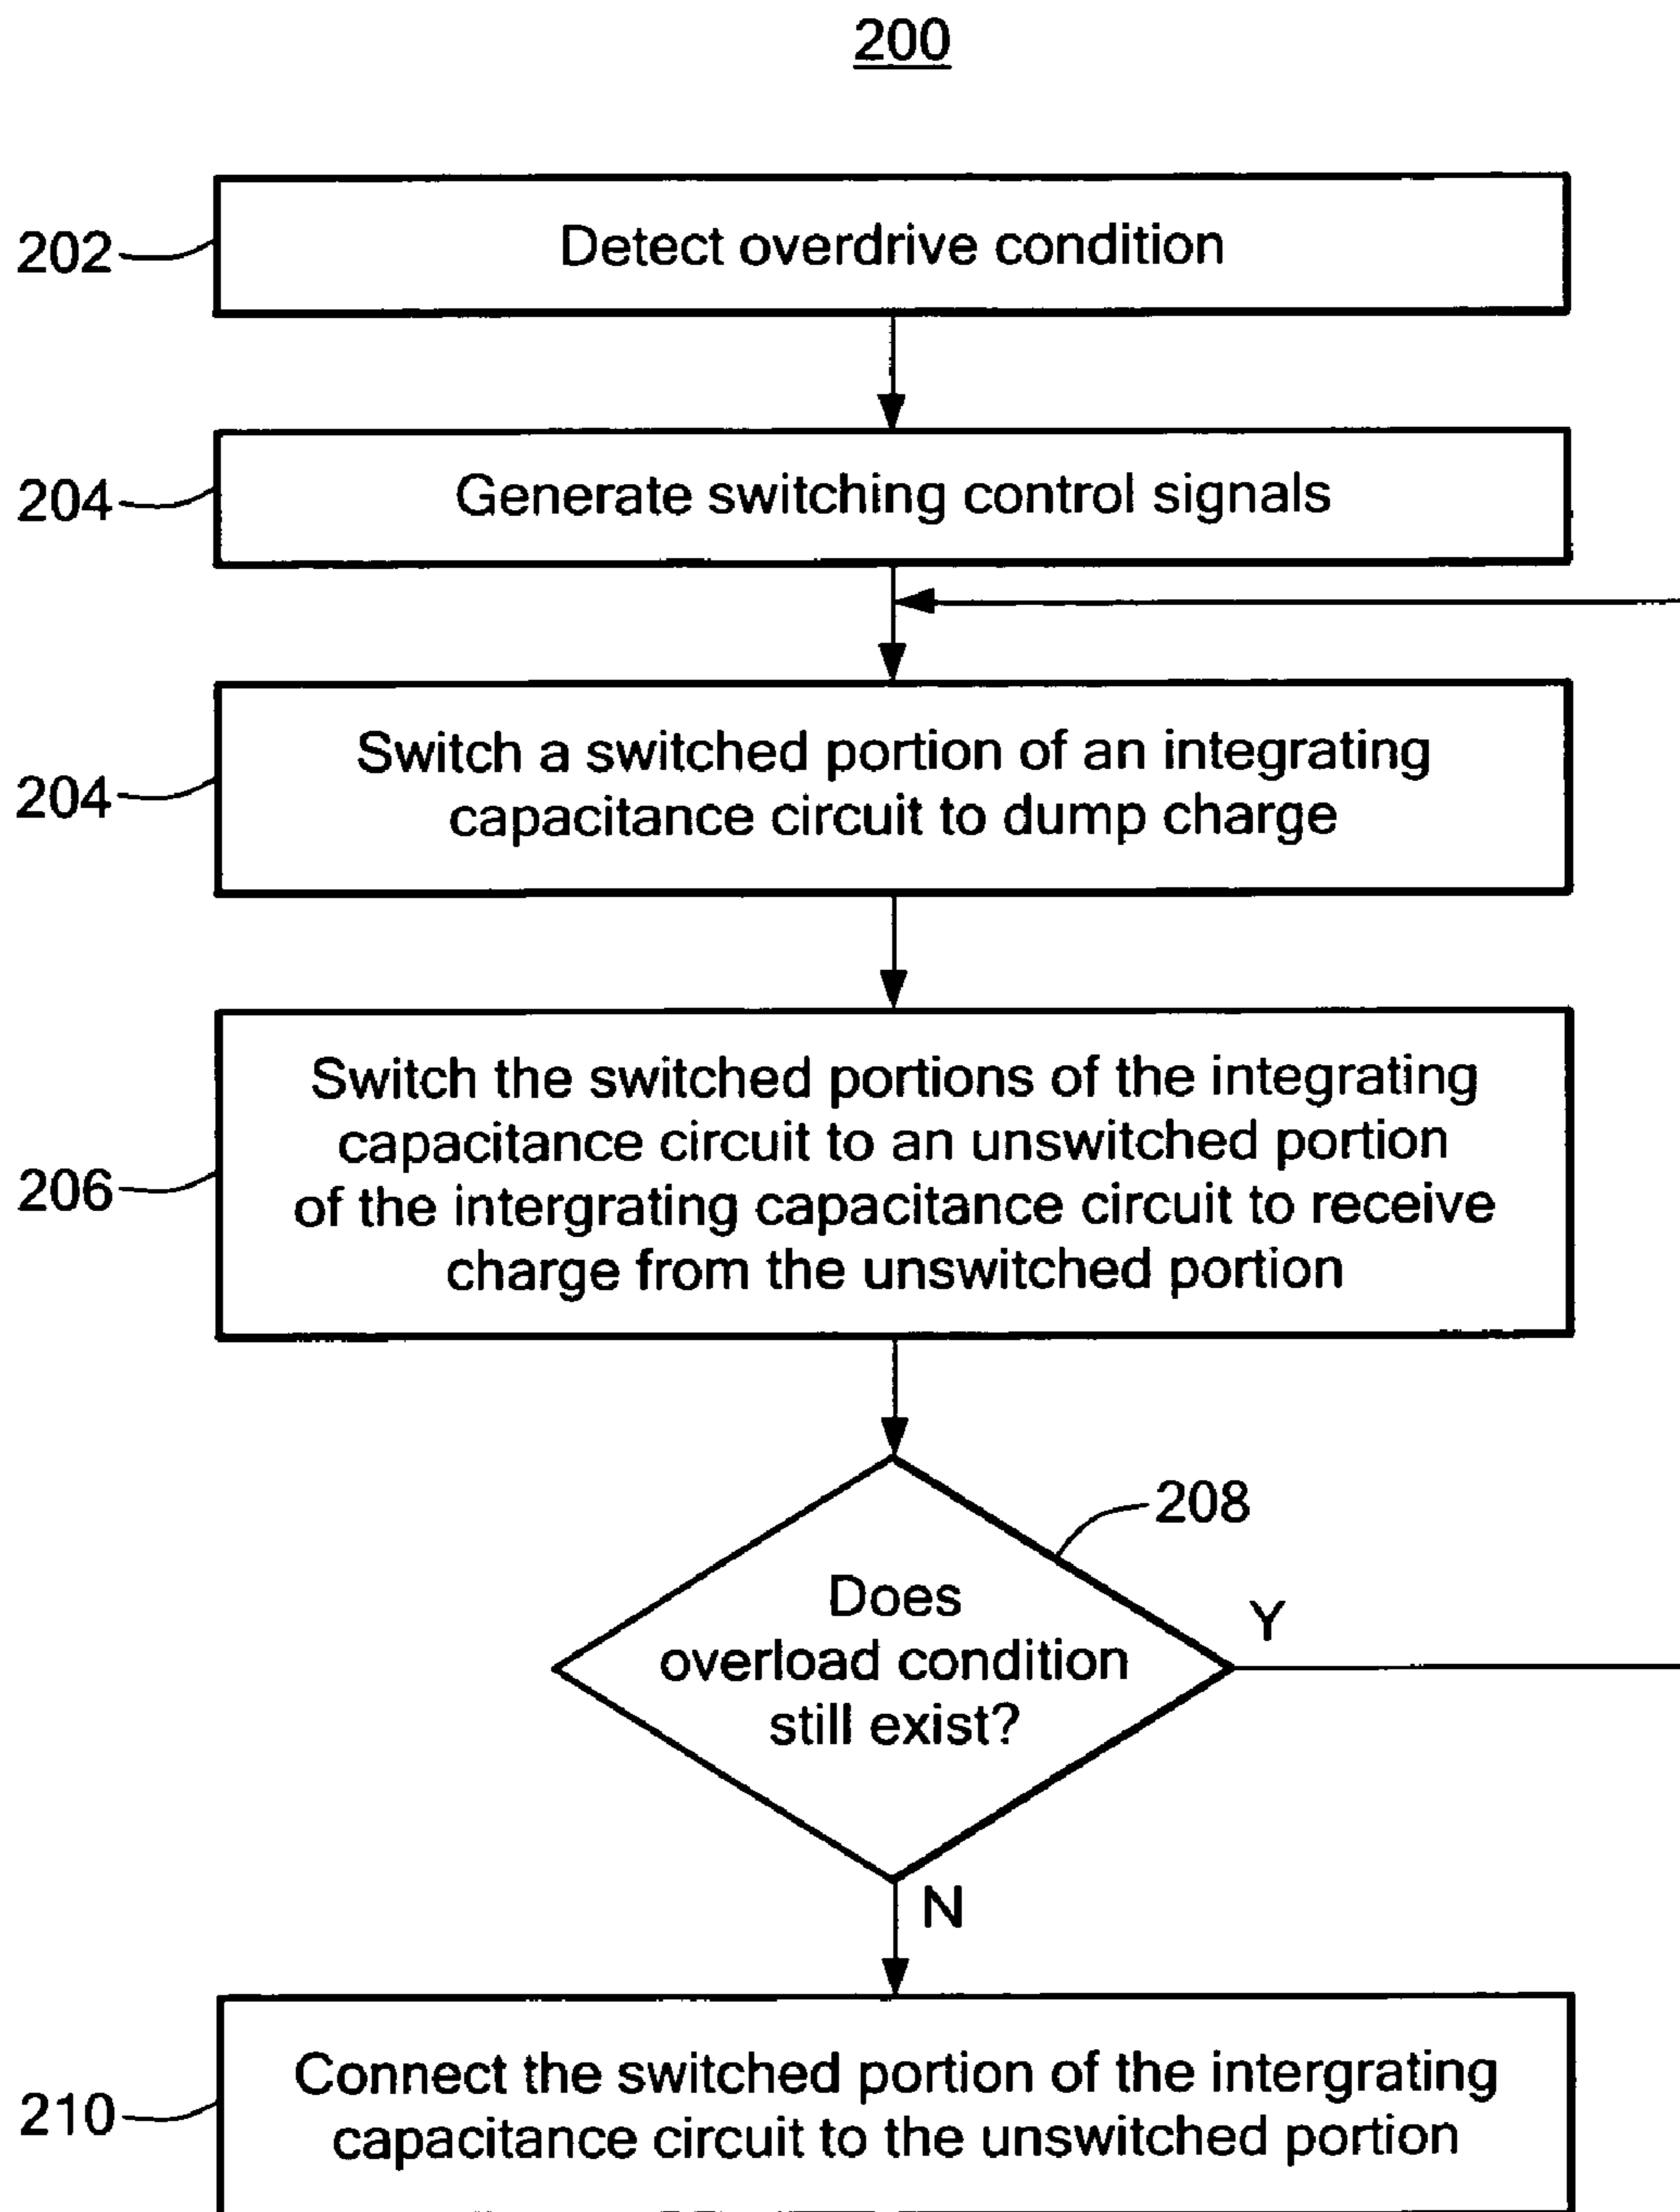 200
202
Detect overdrive condition
204
Generate switching control signals
204
Switch a switched portion of an integrating
capacitance circuit to dump charge
206
Switch the switched portions of the integrating
capacitance circuit to an unswitched portion
of the intergrating capacitance circuit to receive
charge from the unswitched portion
208
Does
overload condition
still exist?
Y
N
210
Connect the switched portion of the intergrating
capacitance circuit to the unswitched portion